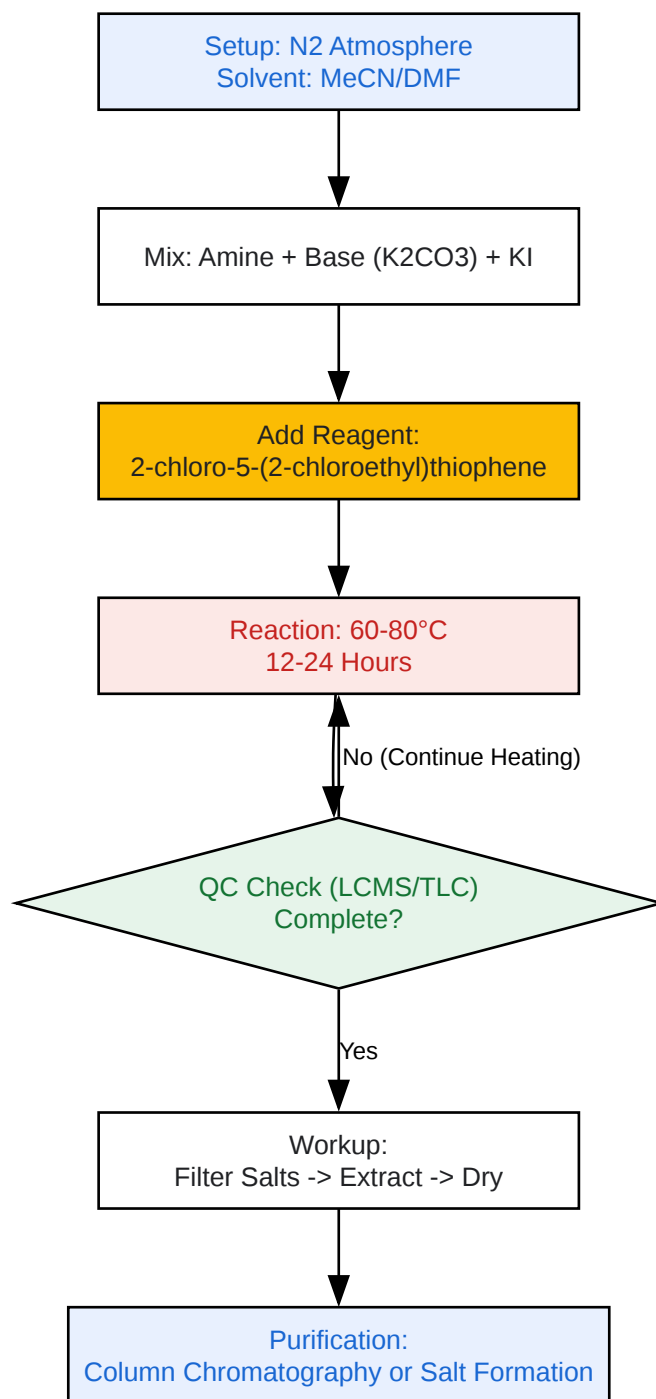 Setup: N2 Atmosphere
Solvent: MeCN/DMF
Mix: Amine + Base (K2CO3) + KI
Add Reagent:
2-chloro-5-(2-chloroethyl)thiophene
Reaction: 60-80°C
12-24 Hours
No (Continue Heating)
QC Check (LCMS/TLC)
Complete?
Yes
Workup:
Filter Salts -> Extract -> Dry
Purification:
Column Chromatography or Salt Formation